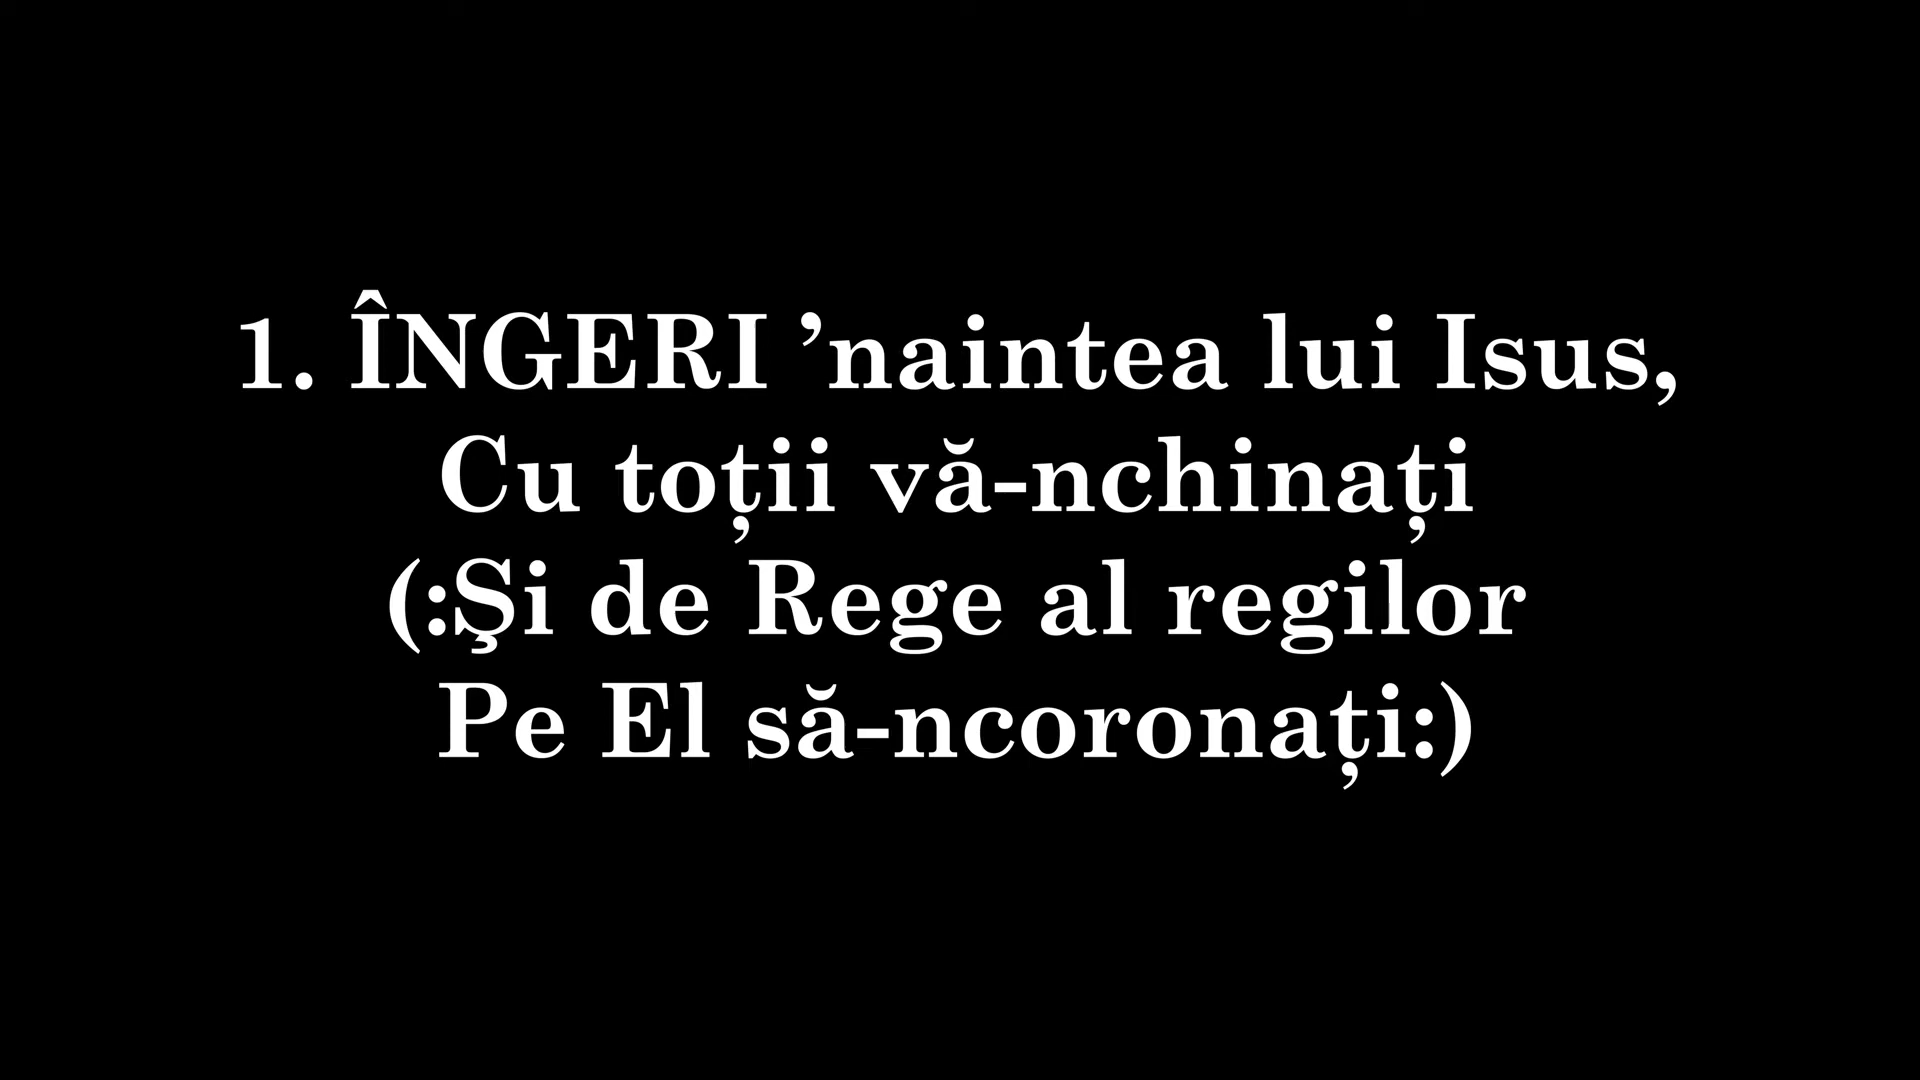 1. ÎNGERI ’naintea lui Isus,
Cu toții vă-nchinați
(:Şi de Rege al regilor
Pe El să-ncoronați:)